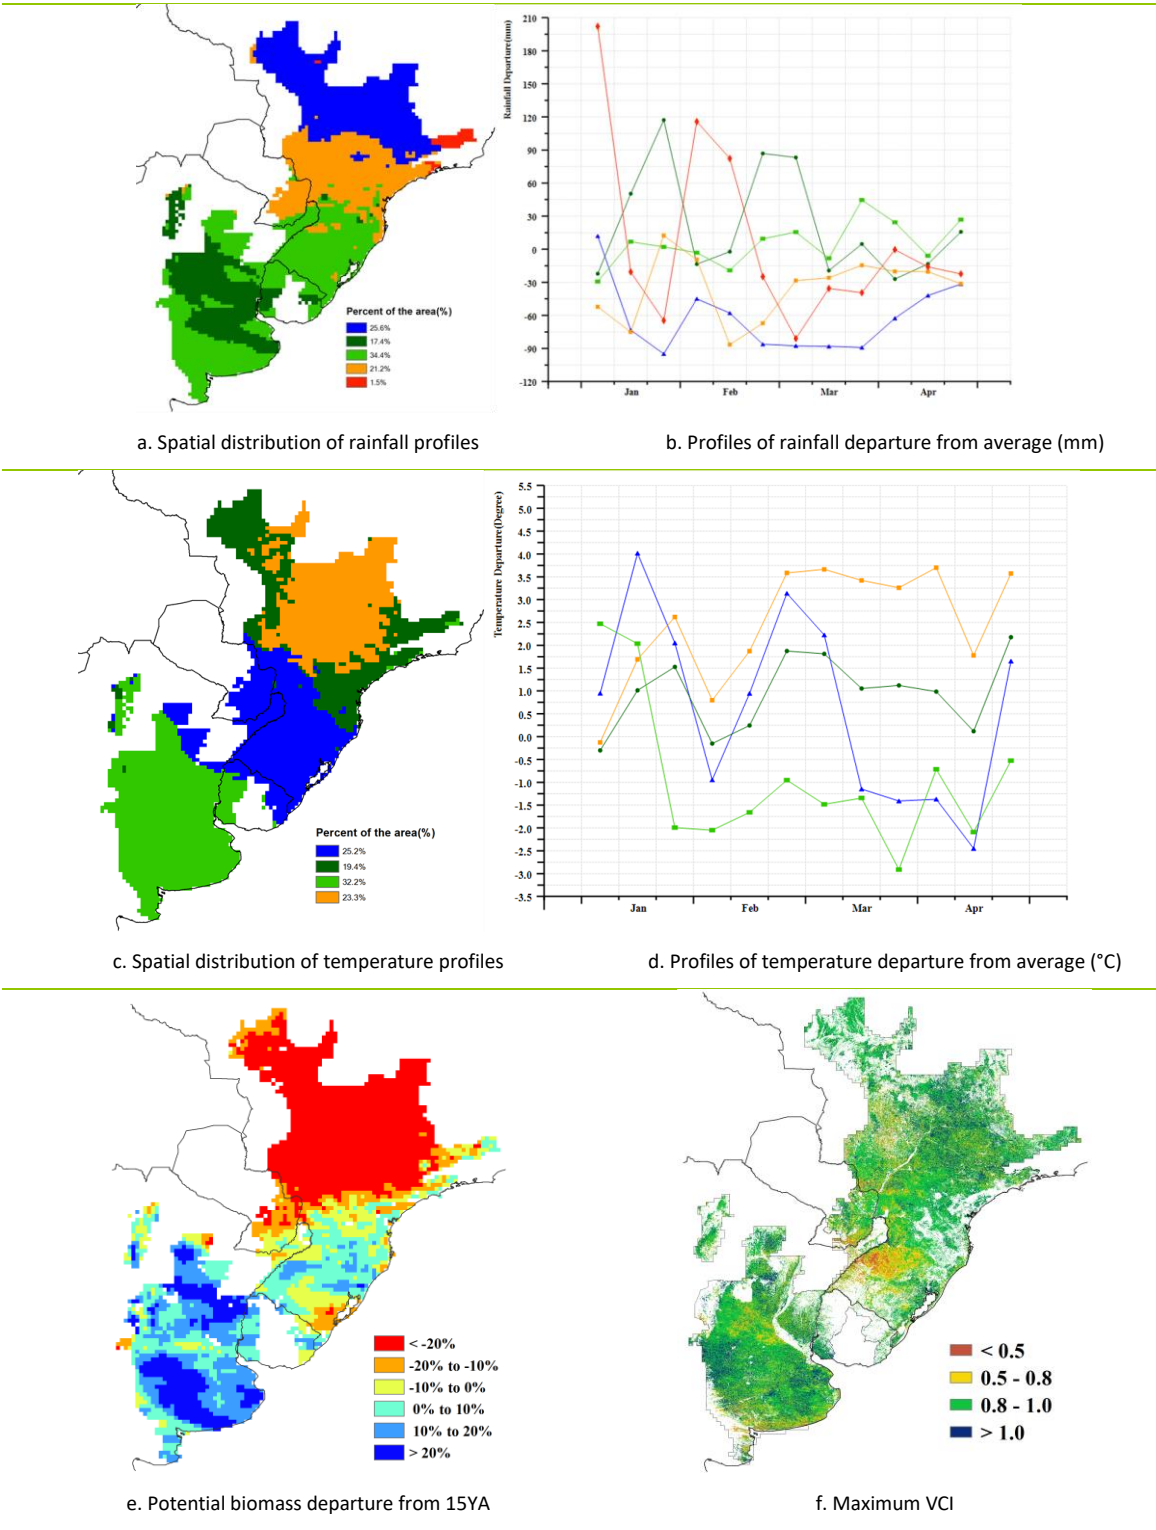 Percent of the area(%)
25.6%
17.4%
34.4%
21.2%
1.5%
Rainfall Departure(mm)
210
180
150
120
90
60
30
0
-30
-60
-90
-120
Jan
Feb
Mar
Apr
a. Spatial distribution of rainfall profiles
b. Profiles of rainfall departure from average (mm)
Percent of the area(%)
25.2%
19.4%
32.2%
23.3%
Temperature Departure(Degree)
5.5
5.0
4.5
4.0
3.5
3.0
2.5
2.0
1.5
1.0
0.5
0.0
-0.5
-1.0
-1.5
-2.0
-2.5
-3.0
-3.5
Jan
Feb
Mar
Apr
c. Spatial distribution of temperature profiles
d. Profiles of temperature departure from average (°C)
< -20%
-20% to -10%
-10% to 0%
0% to 10%
10% to 20%
> 20%
< 0.5
0.5 - 0.8
0.8 - 1.0
> 1.0
e. Potential biomass departure from 15YA
f. Maximum VCI